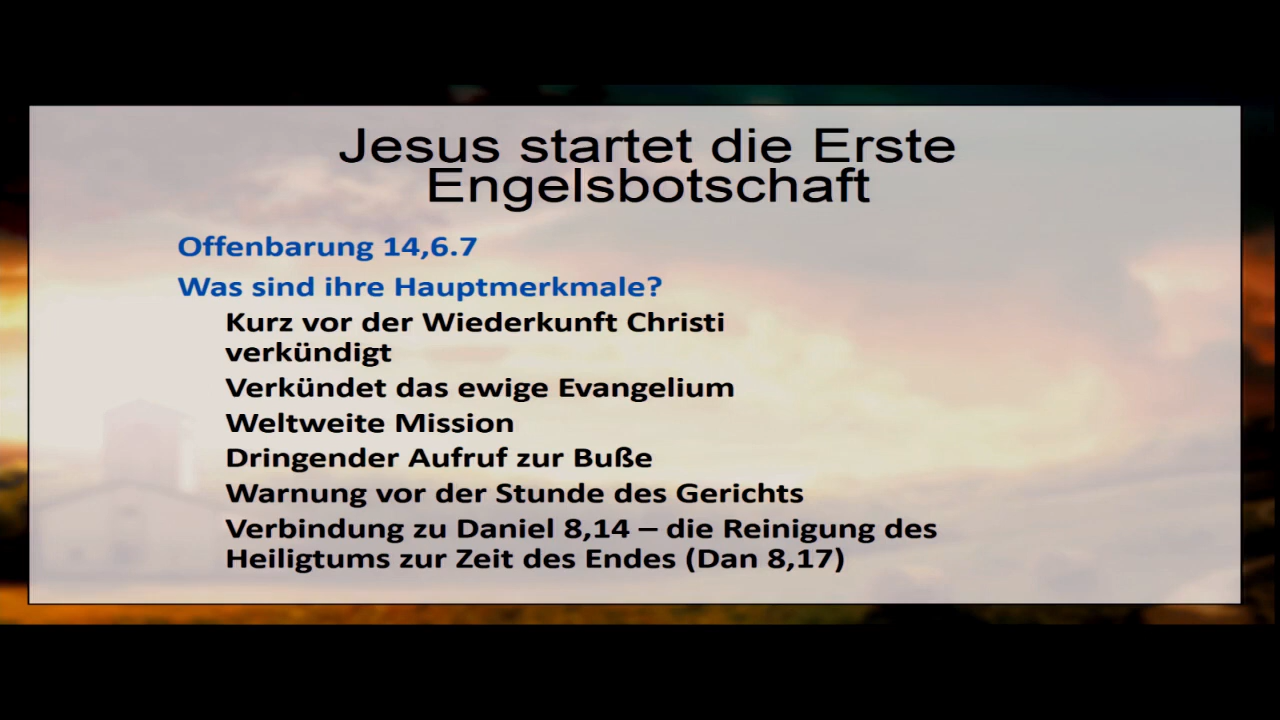 Jesus startet die Erste
Engelsbotschaft
Offenbarung 14,6.7
Was sind ihre Hauptmerkmale?
Kurz vor der Wiederkunft Christi
verkündigt
Verkündet das ewige Evangelium
Weltweite Mission
Dringender Aufruf zur Buße
Warnung vor der Stunde des Gerichts
Verbindung zu Daniel 8,14 – die Reinigung des
Heiligtums zur Zeit des Endes (Dan 8,17)